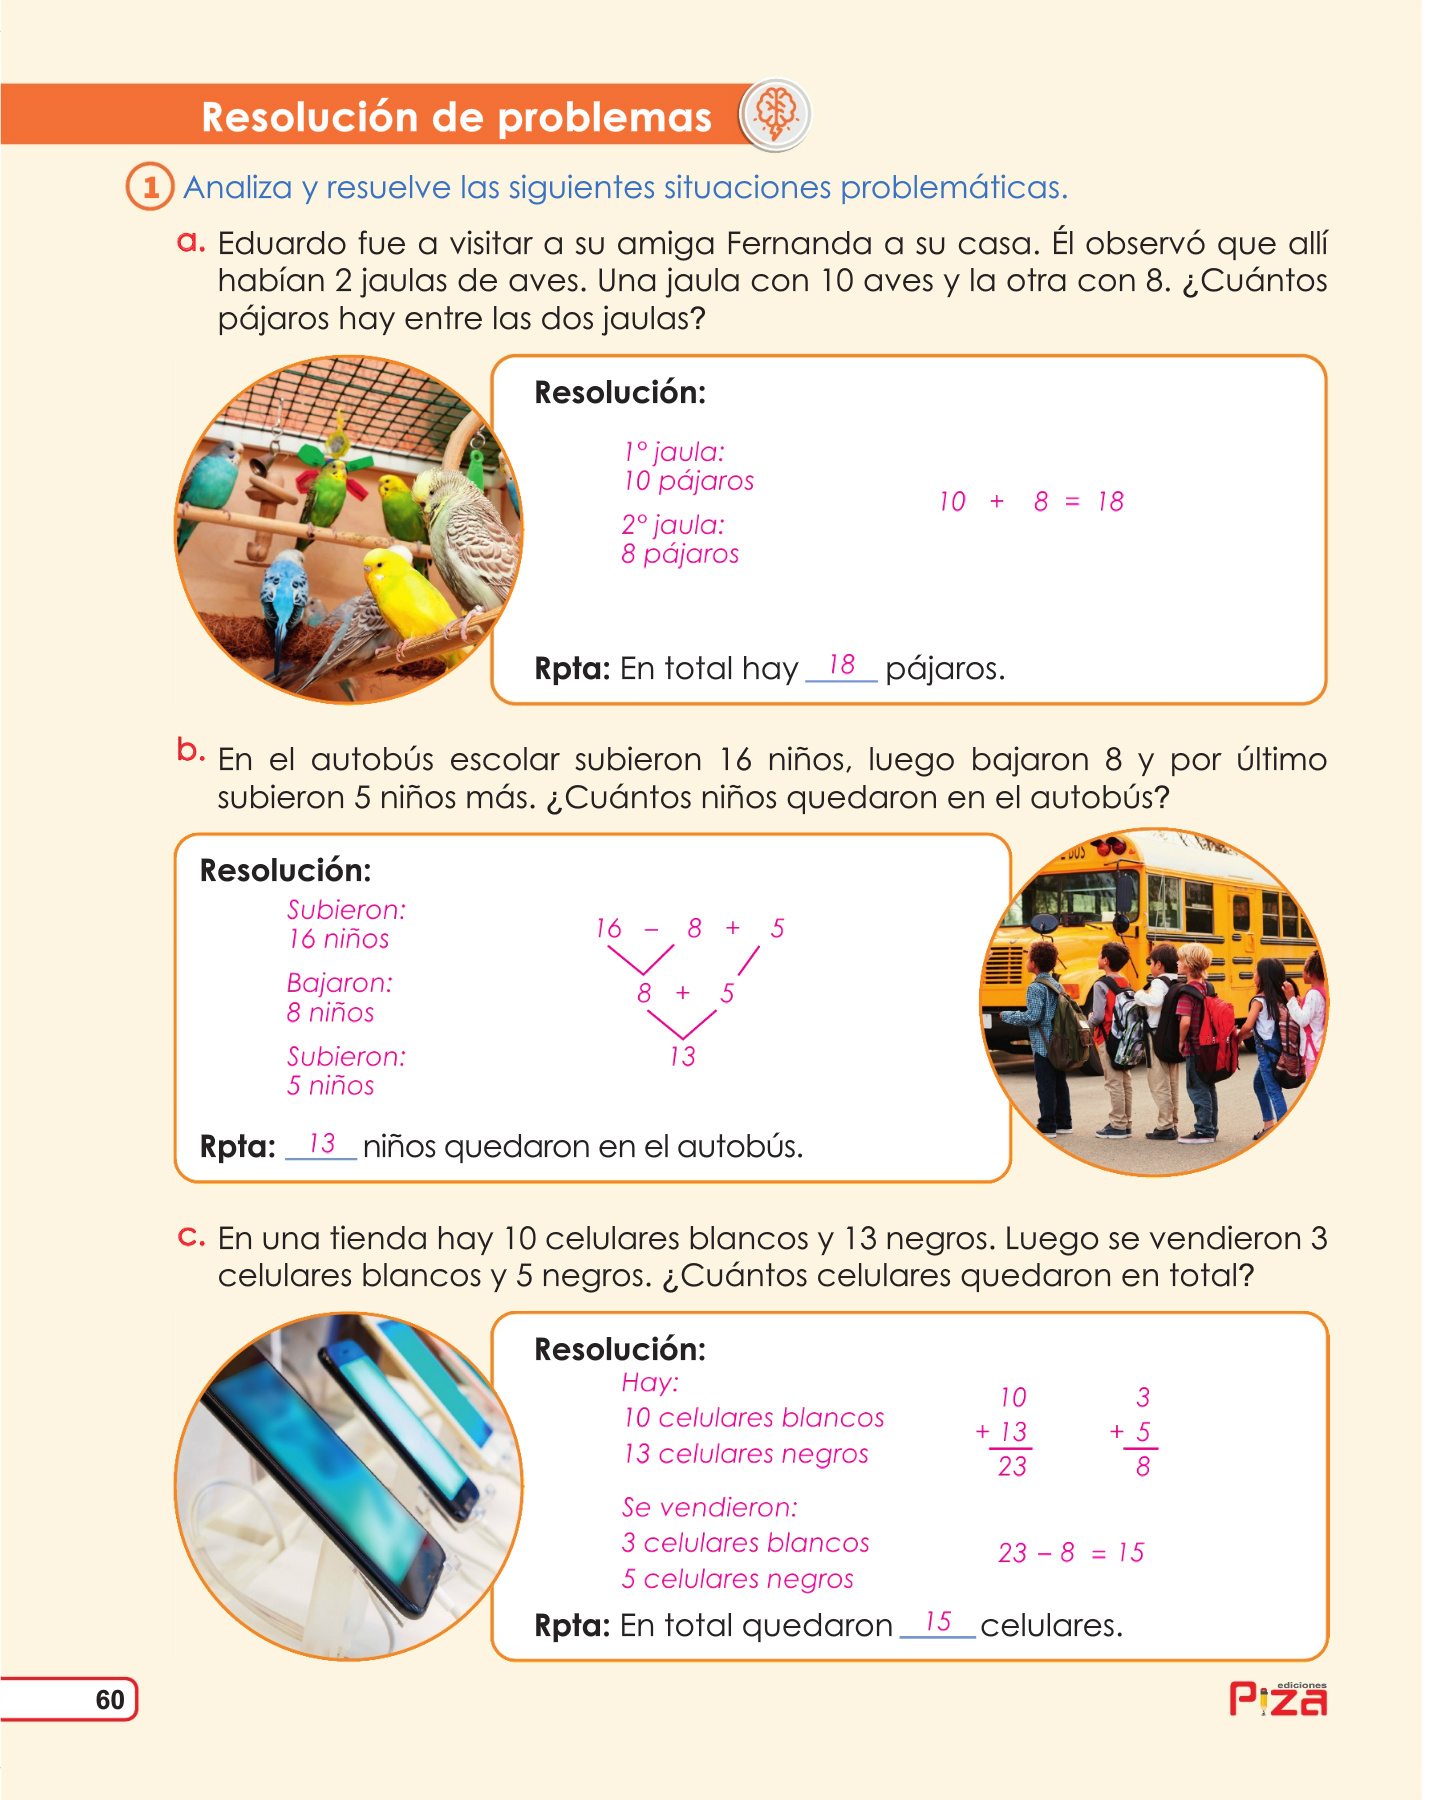 Resolución de problemas
1 Analiza y resuelve las siguientes situaciones problemáticas.
a. Eduardo fue a visitar a su amiga Fernanda a su casa. Él observó que allí
habían 2 jaulas de aves. Una jaula con 10 aves y la otra con 8. ¿Cuántos
pájaros hay entre las dos jaulas?
Resolución:
1° jaula:
10 pájaros
2° jaula:
8 pájaros
10 + 8 = 18
Rpta: En total hay 18 pájaros.
b. En el autobús escolar subieron 16 niños, luego bajaron 8 y por último
subieron 5 niños más. ¿Cuántos niños quedaron en el autobús?
Resolución:
Subieron:
16 niños
Bajaron:
8 niños
Subieron:
5 niños
16 – 8 + 5
8 + 5
13
Rpta: 13 niños quedaron en el autobús.
BUS
c. En una tienda hay 10 celulares blancos y 13 negros. Luego se vendieron 3
celulares blancos y 5 negros. ¿Cuántos celulares quedaron en total?
Resolución:
Hay:
10 celulares blancos
13 celulares negros
Se vendieron:
3 celulares blancos
5 celulares negros
10
+ 13
23
3
+ 5
8
23 – 8 = 15
Rpta: En total quedaron 15 celulares.
60
ediciones
Piza